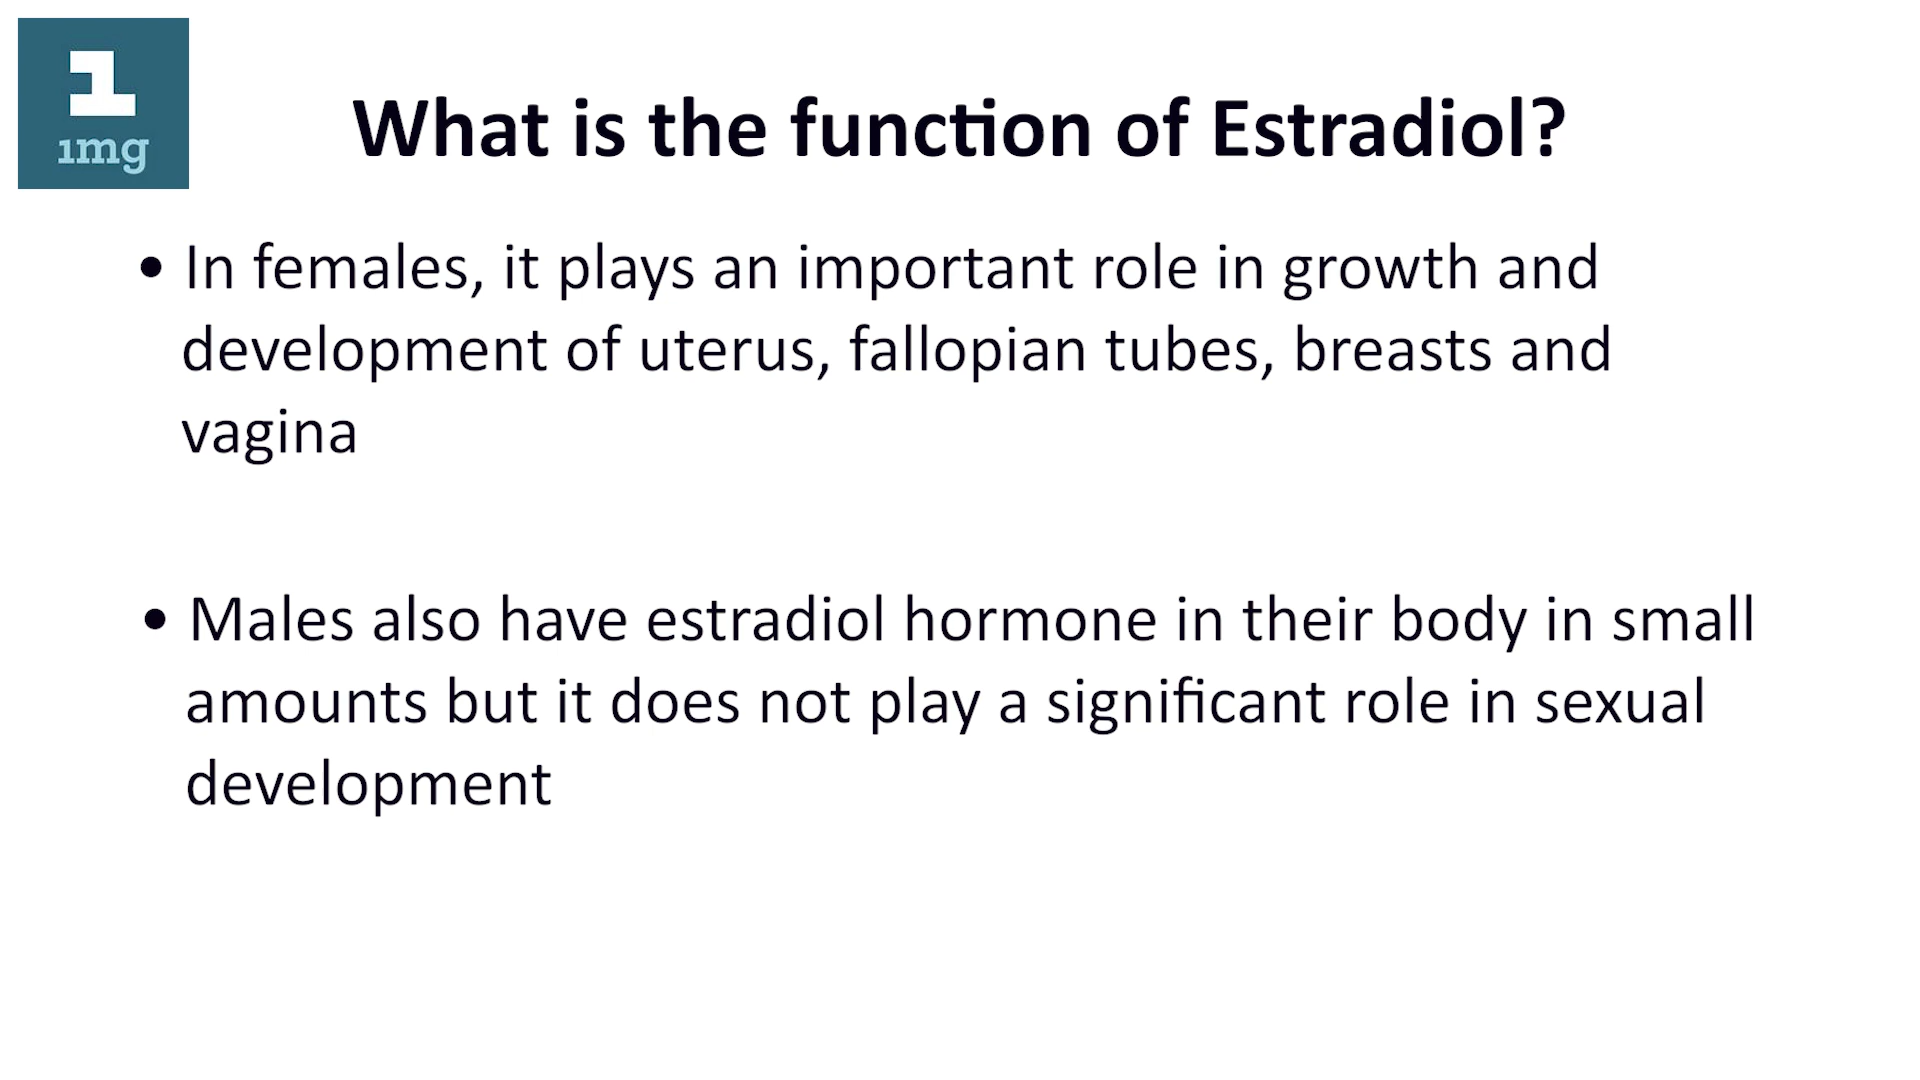 1
1mg
What is the function of Estradiol?
• In females, it plays an important role in growth and
development of uterus, fallopian tubes, breasts and
vagina
• Males also have estradiol hormone in their body in small
amounts but it does not play a significant role in sexual
development